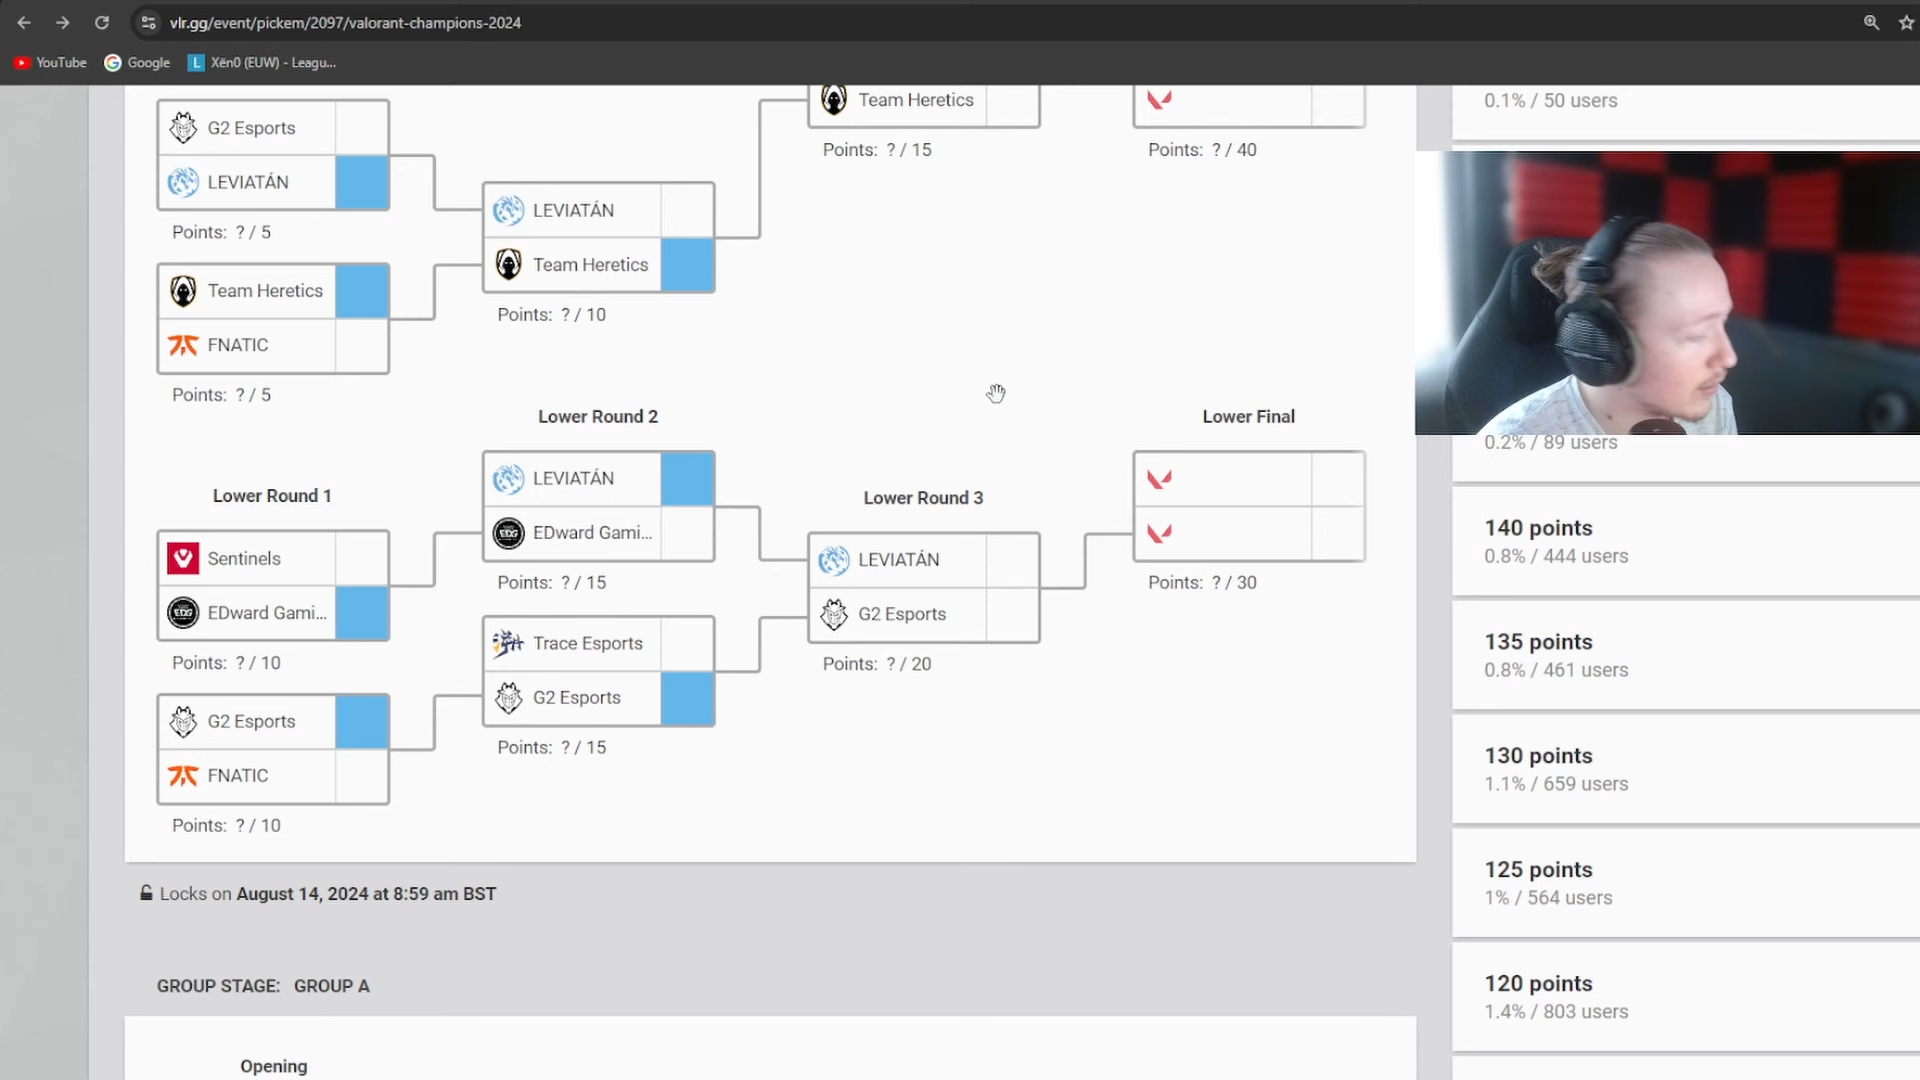 vlr.gg/event/pickem/2097/valorant-champions-2024
YouTube
Google
L
Xën0 (EUW) - Leagu...
G2 Esports
LEVIATÁN
Points: ? / 5
Team Heretics
FNATIC
Points: ? / 5
LEVIATÁN
Team Heretics
Points: ? / 10
Team Heretics
Points: ? / 15
Points: ? / 40
Lower Round 1
Sentinels
EDG
EDward Gami...
Points: ? / 10
G2 Esports
FNATIC
Points: ? / 10
Lower Round 2
LEVIATÁN
EDG
EDward Gami...
Points: ? / 15
Trace Esports
G2 Esports
Points: ? / 15
Lower Round 3
LEVIATÁN
G2 Esports
Points: ? / 20
Lower Final
Points: ? / 30
Locks on August 14, 2024 at 8:59 am BST
GROUP STAGE: GROUP A
Opening
0.1% / 50 users
0.2% / 89 users
140 points
0.8% / 444 users
135 points
0.8% / 461 users
130 points
1.1% / 659 users
125 points
1% / 564 users
120 points
1.4% / 803 users